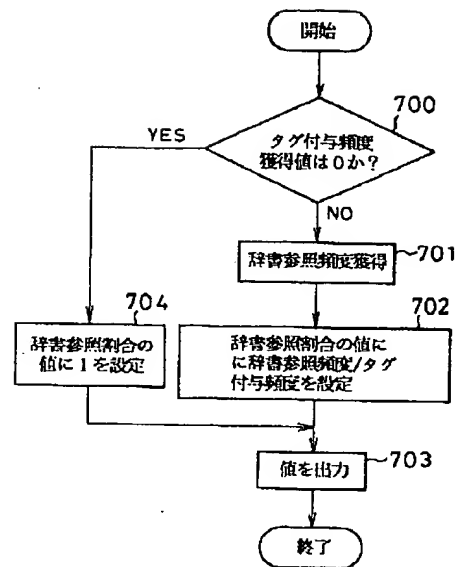 開始
700
YES
タグ付与頻度
獲得値は0か?
NO
辞書参照頻度獲得
701
704
702
辞書参照割合の
値に1を設定
辞書参照割合の値に
に辞書参照頻度/タグ
付与頻度を設定
値を出力
703
終了